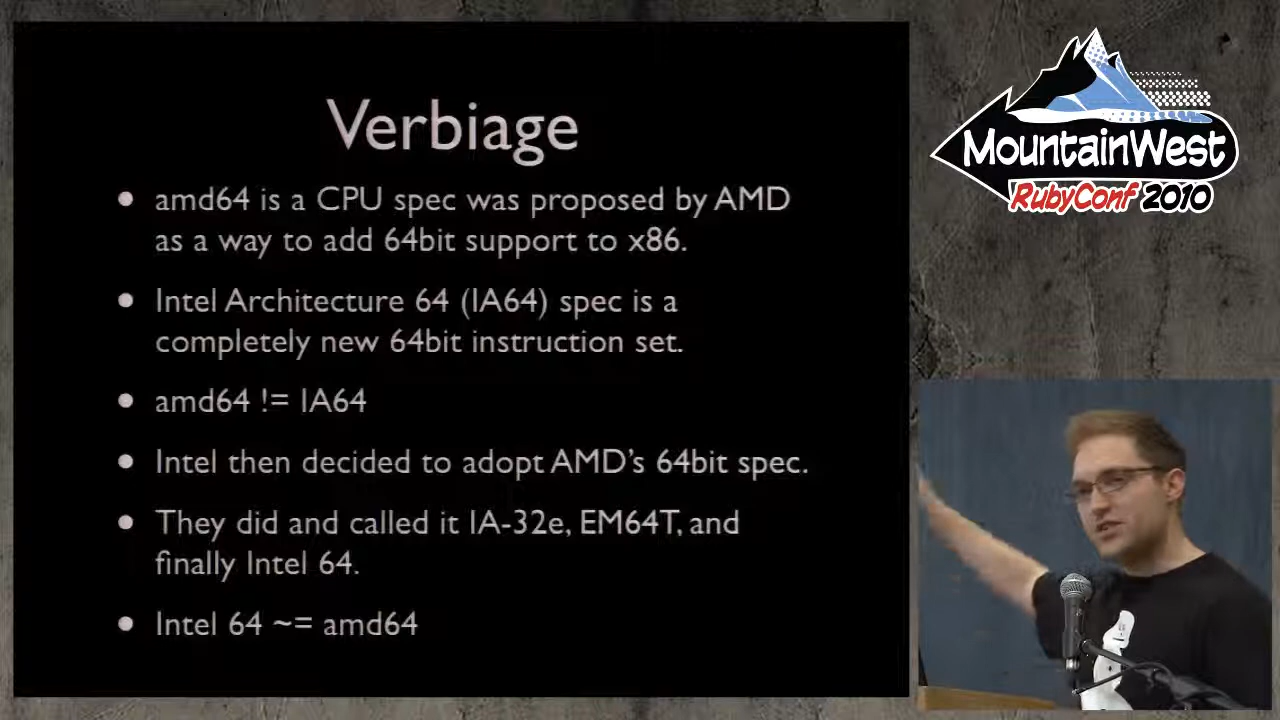 Verbiage
amd64 is a CPU spec was proposed by AMD
as a way to add 64bit support to x86.
Intel Architecture 64 (IA64) spec is a
completely new 64bit instruction set.
amd64 != IA64
Intel then decided to adopt AMD's 64bit spec.
They did and called it IA-32e, EM64T, and
finally Intel 64.
Intel 64 ~= amd64
MountainWest
RubyConf 2010